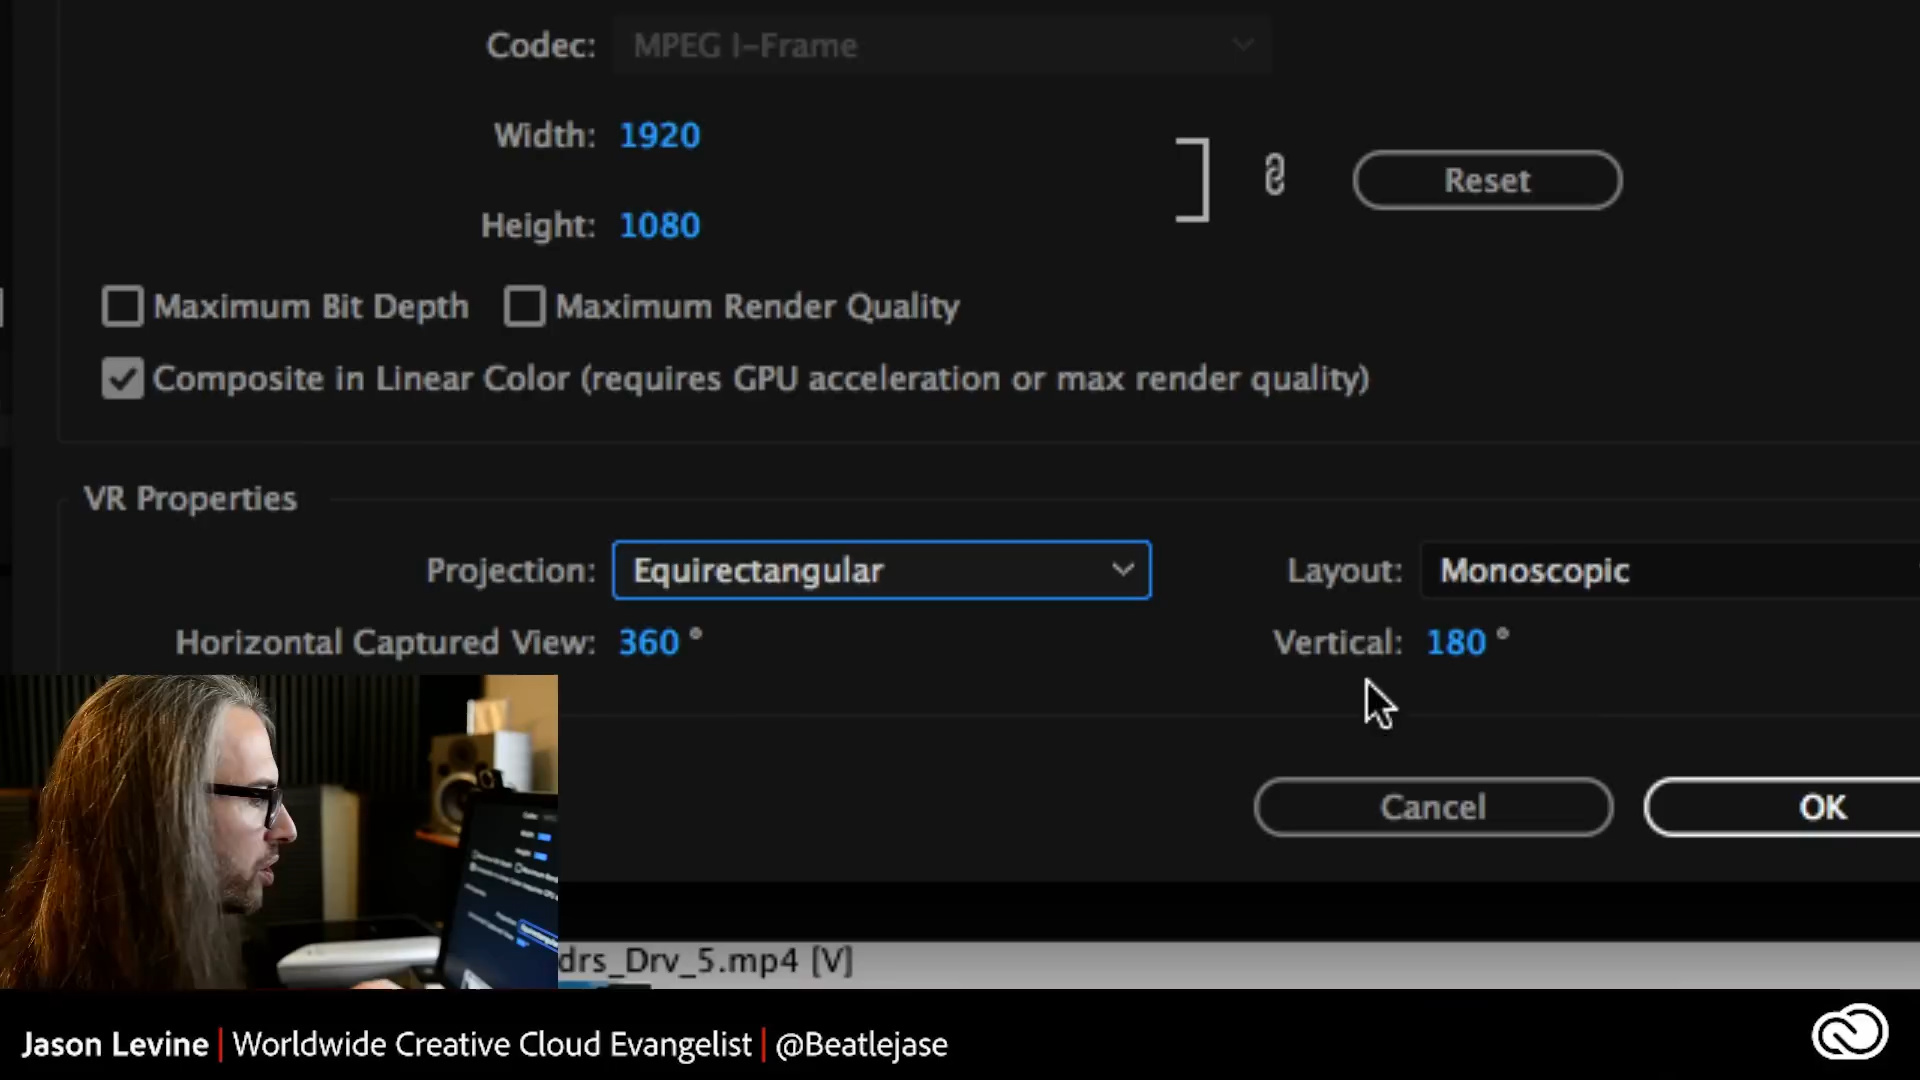 Codec: MPEG I-Frame
Width: 1920
Height: 1080
Reset
Maximum Bit Depth Maximum Render Quality
Composite in Linear Color (requires GPU acceleration or max render quality)
VR Properties
Projection: Equirectangular Layout: Monoscopic
Horizontal Captured View: 360 ° Vertical: 180 °
Cancel OK
drs_Drv_5.mp4 [V]
Jason Levine | Worldwide Creative Cloud Evangelist | @Beatlejase